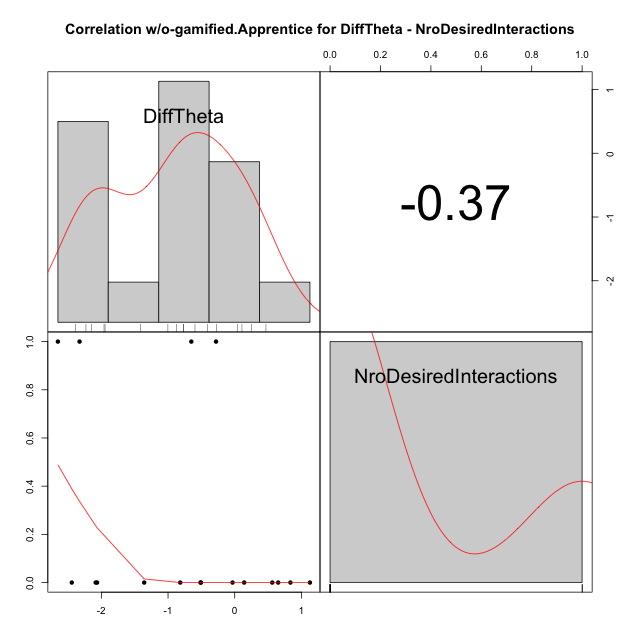 Correlation w/o-gamified.Apprentice for DiffTheta - NroDesiredInteractions
0.0 0.2 0.4 0.6 0.8 1.0
DiffTheta
-0.37
1
0
-1
-2
1.0
0.8
0.6
0.4
0.2
0.0
NroDesiredInteractions
-2 -1 0 1